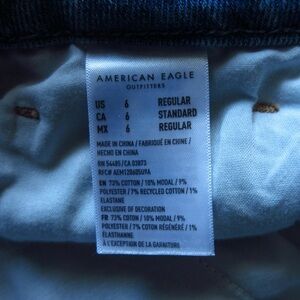 AMERICAN EAGLE
OUTFITTERS
US 6 REGULAR
CA 6 STANDARD
MX 6 REGULAR
MADE IN CHINA / FABRIQUÉ EN CHINE /
HECHO EN CHINA
RN 54485 / CA 03873
RFC# AEM120605U9A
EN 73% COTTON / 10% MODAL / 9%
POLYESTER / 7% RECYCLED COTTON / 1%
ELASTANE
EXCLUSIVE OF DECORATION
FR 73% COTON / 10% MODAL / 9%
POLYESTER / 7% COTON RÉGÉNÉRÉ / 1%
ÉLASTHANNE
À L'EXCEPTION DE LA GARNITURE